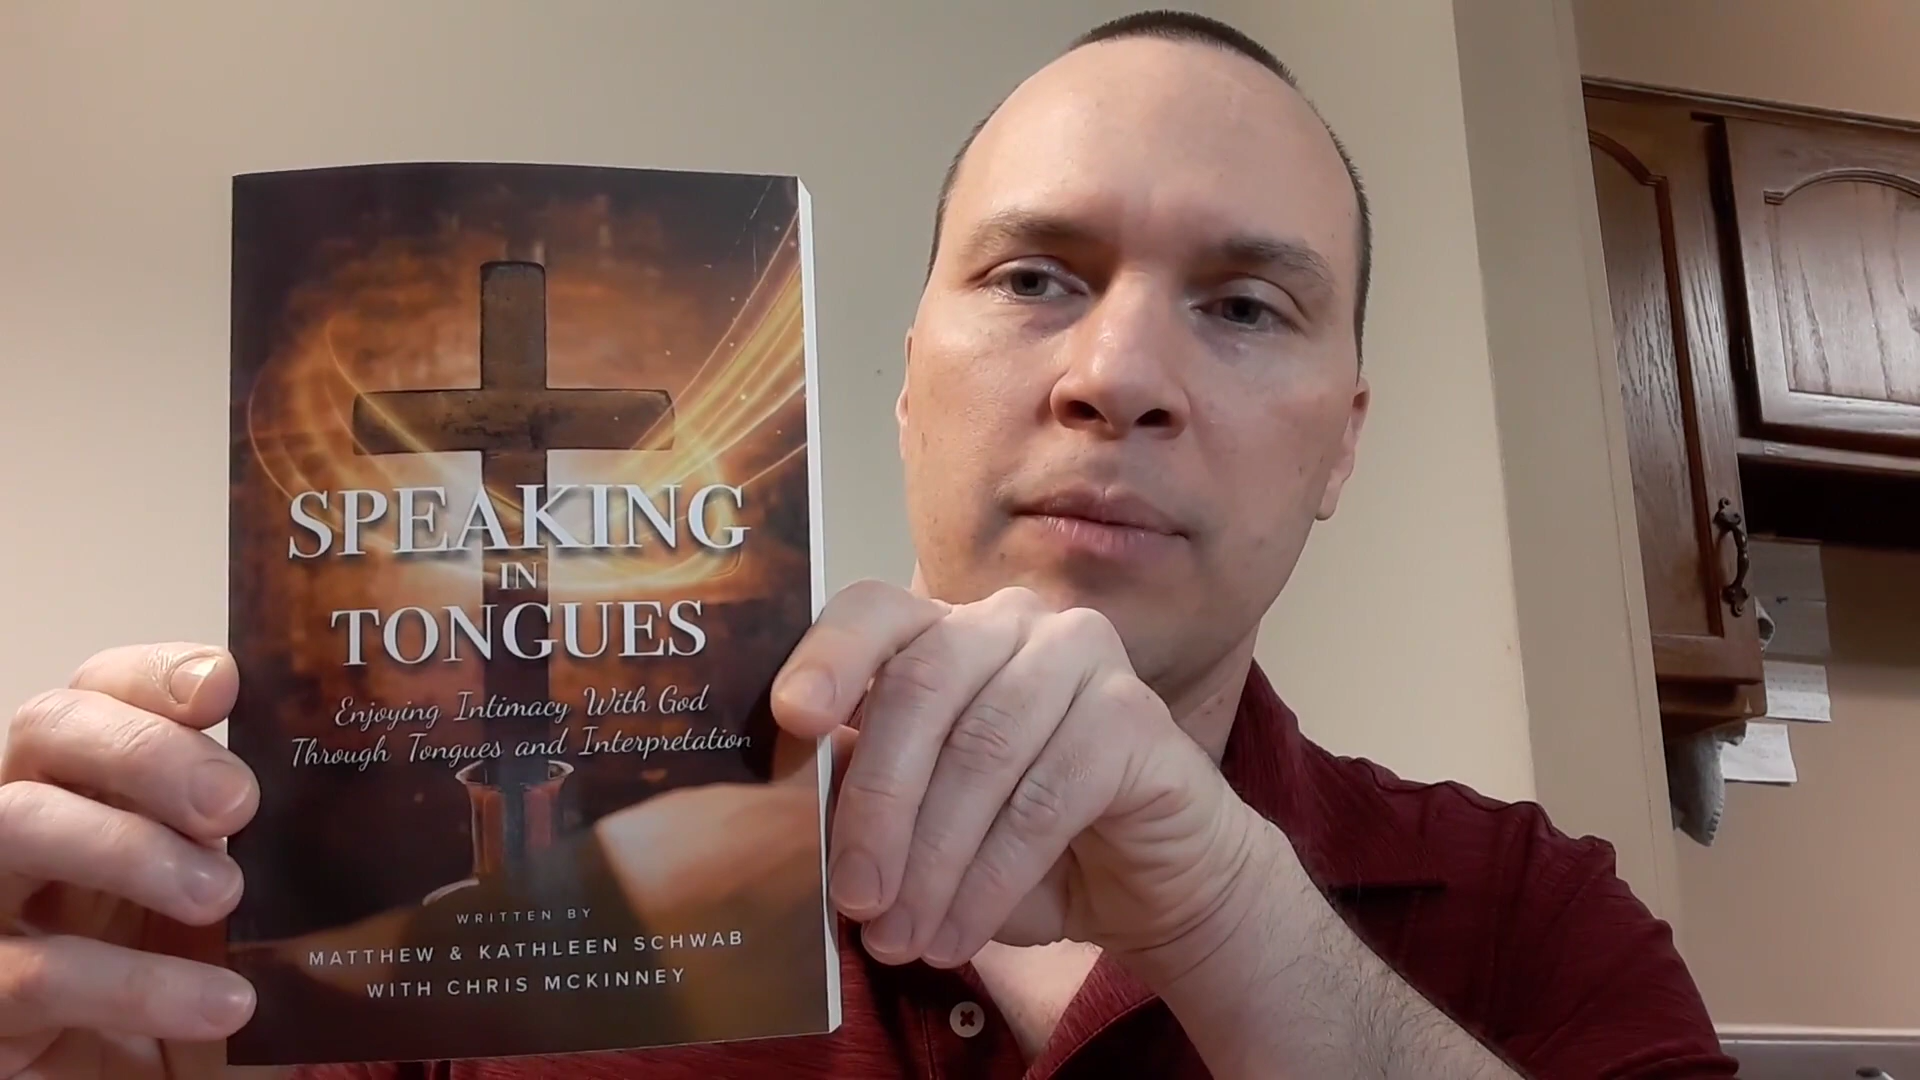 SPEAKING
IN
TONGUES
Enjoying Intimacy With God
Through Tongues and Interpretation
WRITTEN BY
MATTHEW & KATHLEEN SCHWAB
WITH CHRIS MCKINNEY